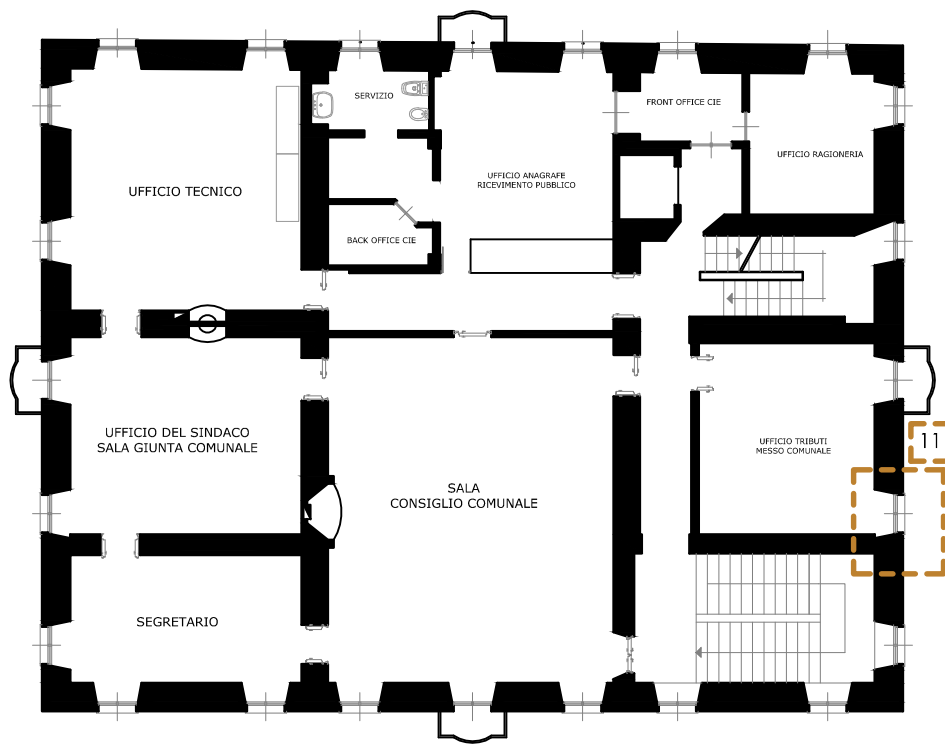 SERVIZIO
FRONT OFFICE CIE
UFFICIO RAGIONERIA
UFFICIO TECNICO
UFFICIO ANAGRAFE
RICEVIMENTO PUBBLICO
BACK OFFICE CIE
UFFICIO DEL SINDACO
SALA GIUNTA COMUNALE
UFFICIO TRIBUTI
MESSO COMUNALE
11
SALA
CONSIGLIO COMUNALE
SEGRETARIO